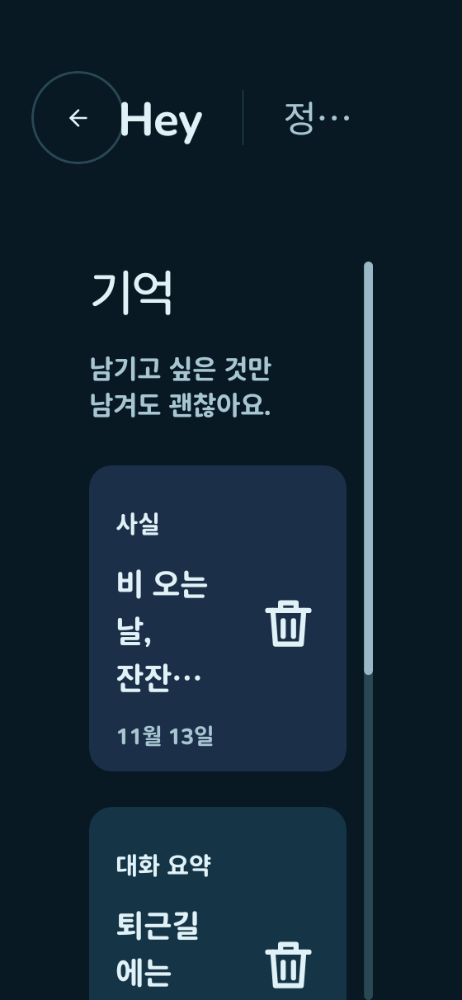 Hey 정···
기억
남기고 싶은 것만
남겨도 괜찮아요.
사실
비 오는
날,
잔잔···
11월 13일
대화 요약
퇴근길
에는